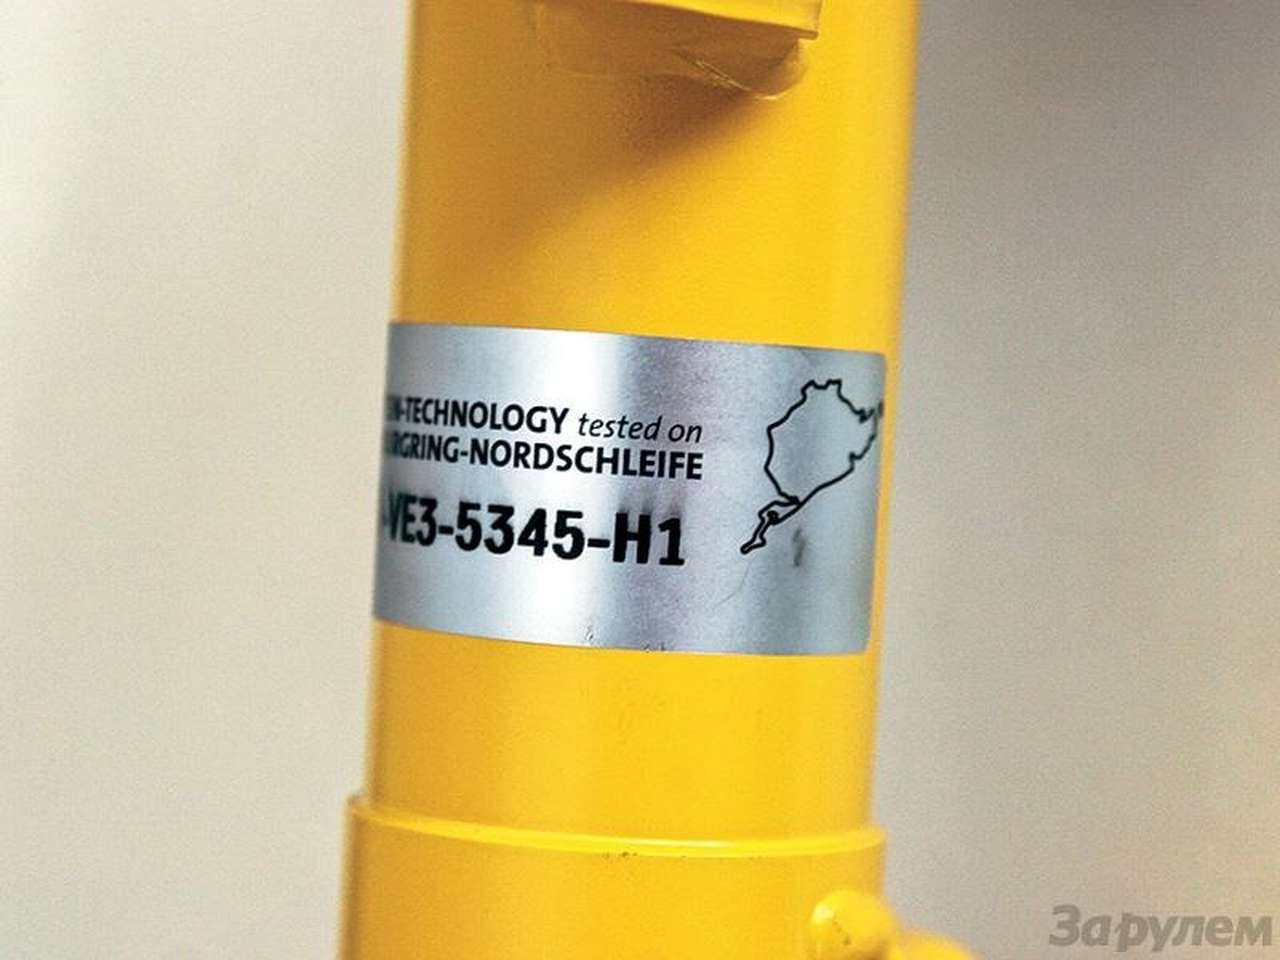 -TECHNOLOGY tested on
RGRING-NORDSCHLEIFE
-VE3-5345-H1
За рулем